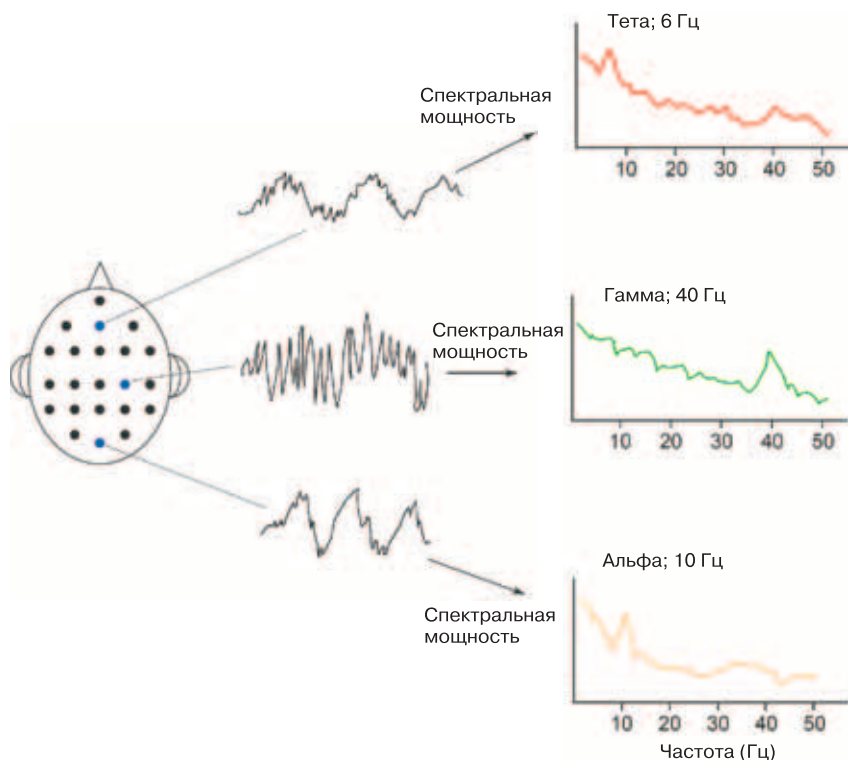 Тета; 6 Гц
Спектральная
мощность
10 20 30 40 50
Гамма; 40 Гц
Спектральная
мощность
10 20 30 40 50
Альфа; 10 Гц
Спектральная
мощность
10 20 30 40 50
Частота (Гц)